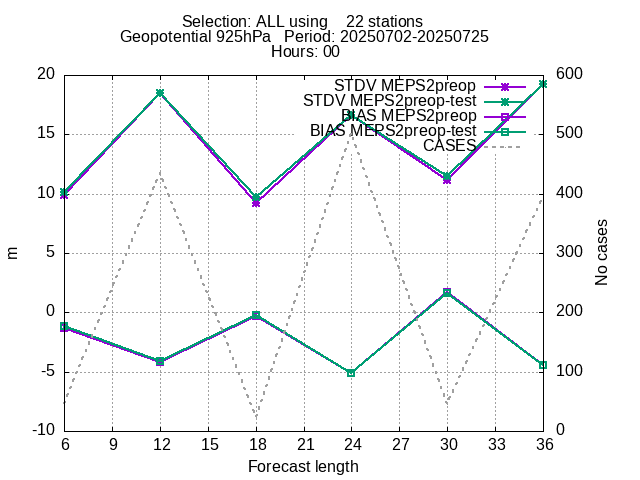 Selection: ALL using    22 stations
Geopotential 925hPa   Period: 20250702-20250725
Hours: 00
STDV MEPS2preop
STDV MEPS2preop-test
BIAS MEPS2preop
BIAS MEPS2preop-test
CASES
20
15
10
5
0
-5
-10
m
600
500
400
300
200
100
0
No cases
6 9 12 15 18 21 24 27 30 33 36
Forecast length